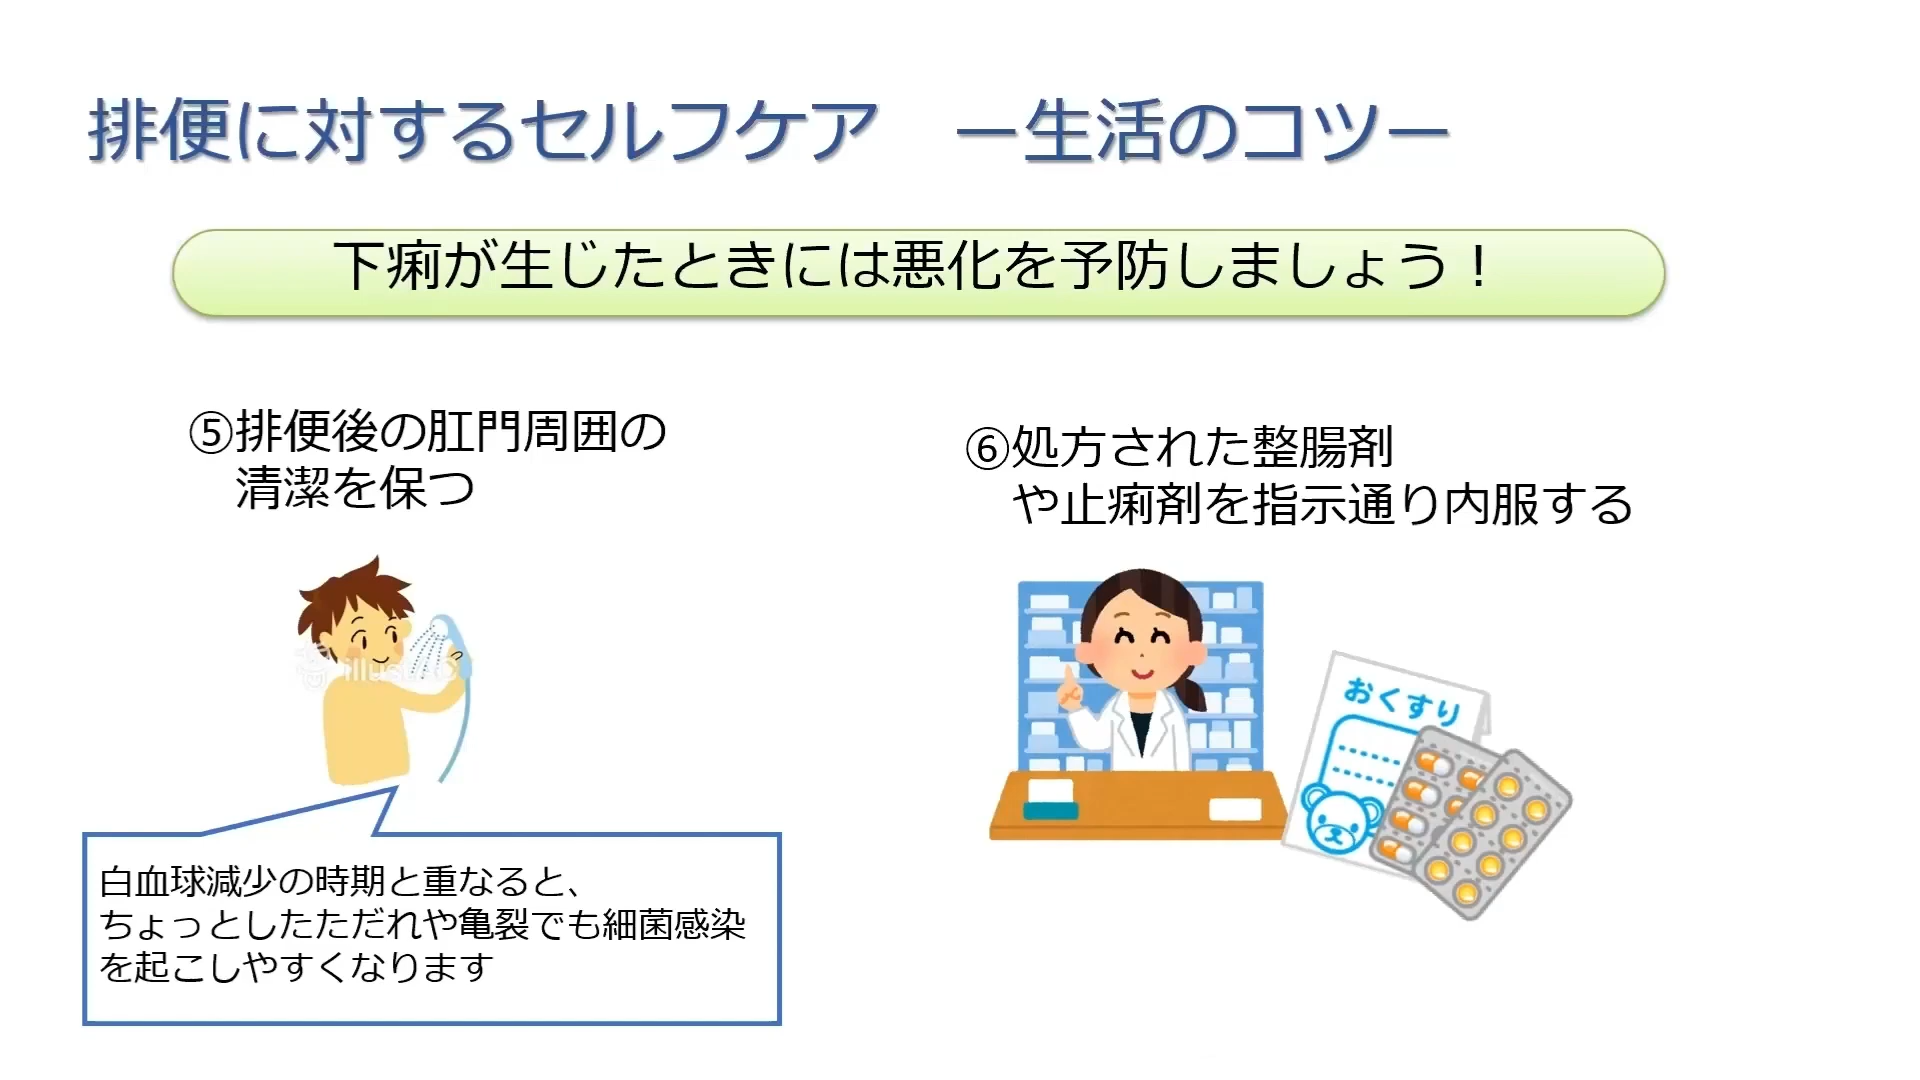 排便に対するセルフケア　ー生活のコツー
下痢が生じたときには悪化を予防しましょう！
⑤排便後の肛門周囲の
清潔を保つ
⑥処方された整腸剤
や止痢剤を指示通り内服する
おくすり
白血球減少の時期と重なると、
ちょっとしたただれや亀裂でも細菌感染
を起こしやすくなります